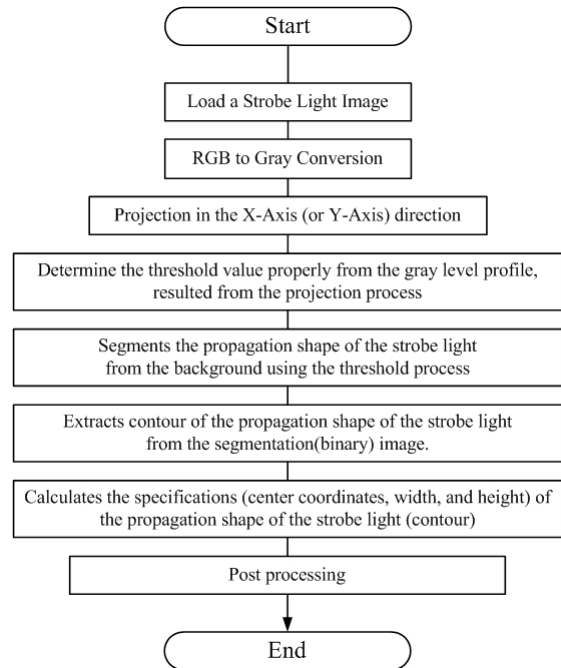 Start
Load a Strobe Light Image
RGB to Gray Conversion
Projection in the X-Axis (or Y-Axis) direction
Determine the threshold value properly from the gray level profile,
resulted from the projection process
Segments the propagation shape of the strobe light
from the background using the threshold process
Extracts contour of the propagation shape of the strobe light
from the segmentation(binary) image.
Calculates the specifications (center coordinates, width, and height) of
the propagation shape of the strobe light (contour)
Post processing
End